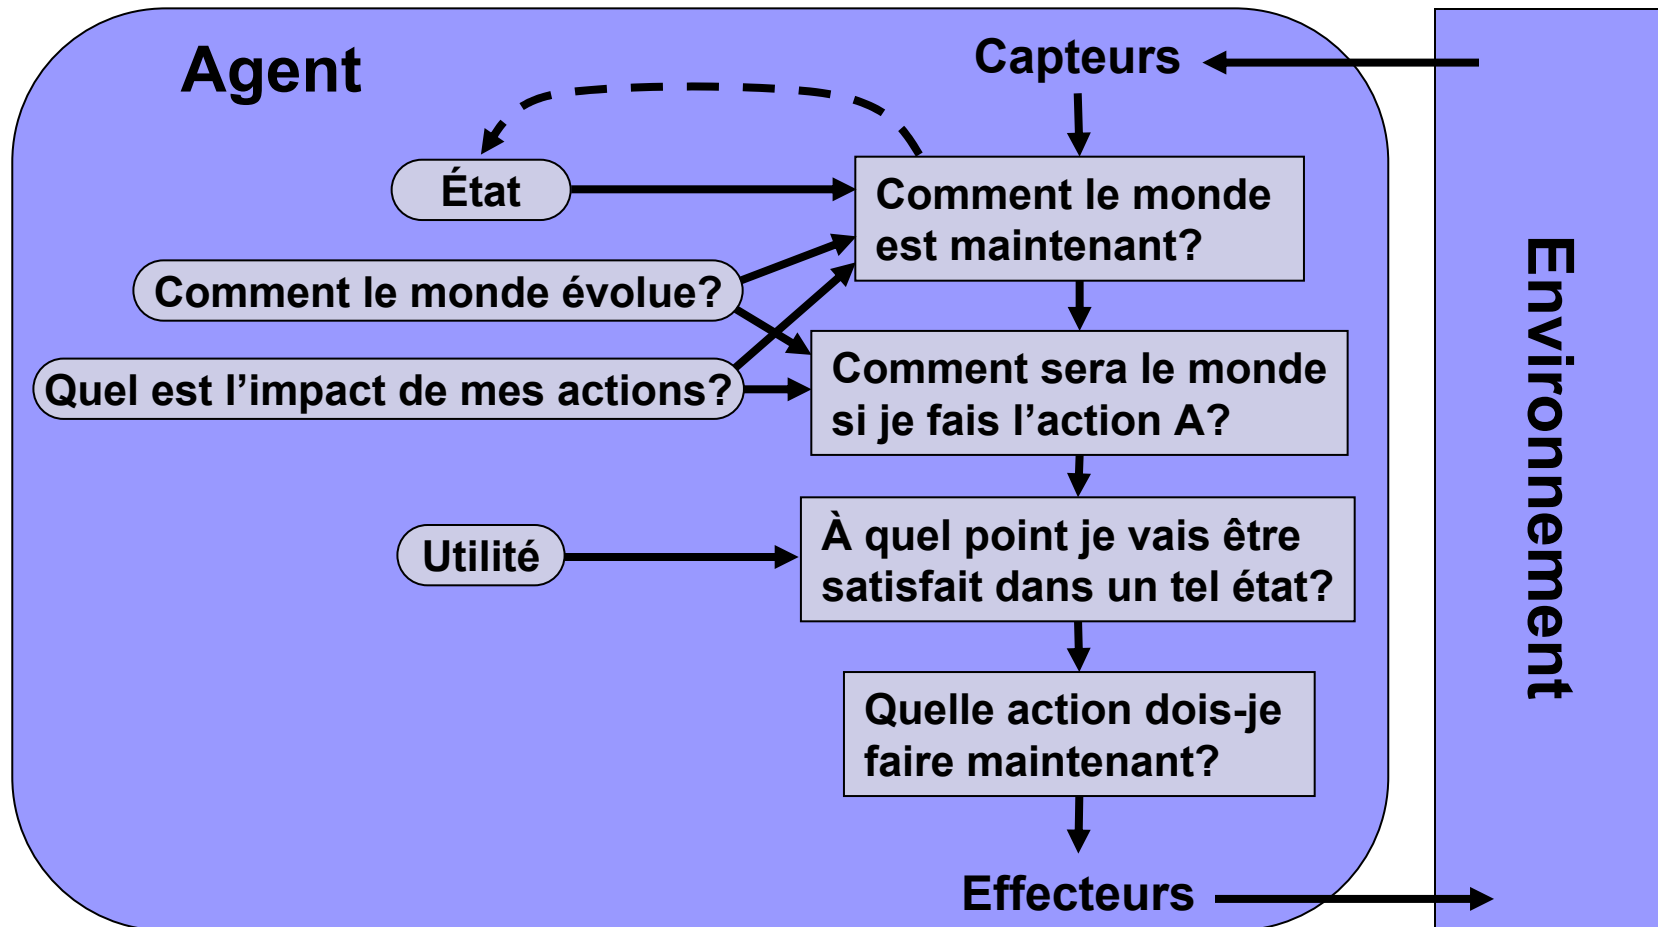 Agent
Capteurs
État
Comment le monde
est maintenant?
Comment le monde évolue?
Quel est l’impact de mes actions?
Comment sera le monde
si je fais l’action A?
Utilité
À quel point je vais être
satisfait dans un tel état?
Quelle action dois-je
faire maintenant?
Effecteurs
Environnement